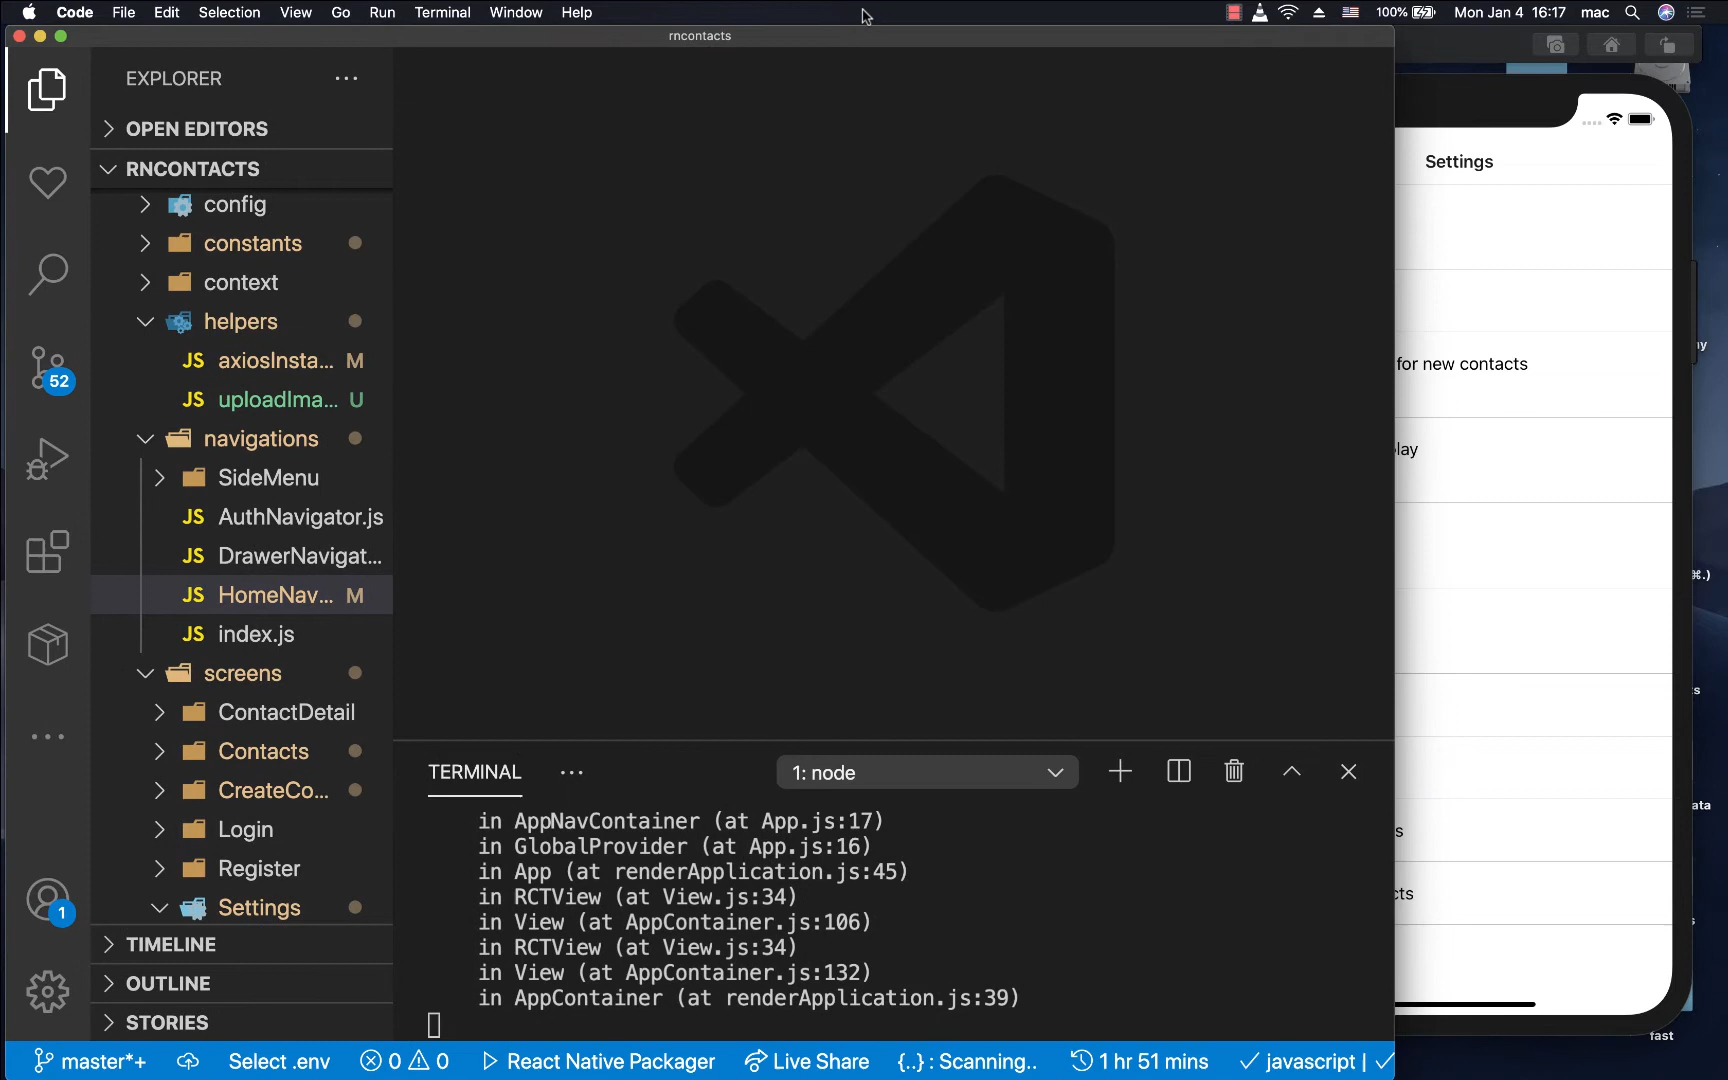 Code File Edit Selection View Go Run Terminal Window Help
100% Mon Jan 4 16:17 mac
rncontacts
EXPLORER
OPEN EDITORS
RNCONTACTS
config
constants
context
helpers
JS axiosInsta... M
JS uploadIma... U
navigations
SideMenu
JS AuthNavigator.js
JS DrawerNavigat...
JS HomeNav... M
JS index.js
screens
ContactDetail
Contacts
CreateCo...
Login
Register
Settings
TIMELINE
OUTLINE
STORIES
52
1
TERMINAL
1: node
in AppNavContainer (at App.js:17)
in GlobalProvider (at App.js:16)
in App (at renderApplication.js:45)
in RCTView (at View.js:34)
in View (at AppContainer.js:106)
in RCTView (at View.js:34)
in View (at AppContainer.js:132)
in AppContainer (at renderApplication.js:39)
master*+ Select .env 0 0 React Native Packager Live Share {..} : Scanning.. 1 hr 51 mins javascript |
Settings
for new contacts
lay
s
cts
ny
⌘.)
ts
ata
s
fast